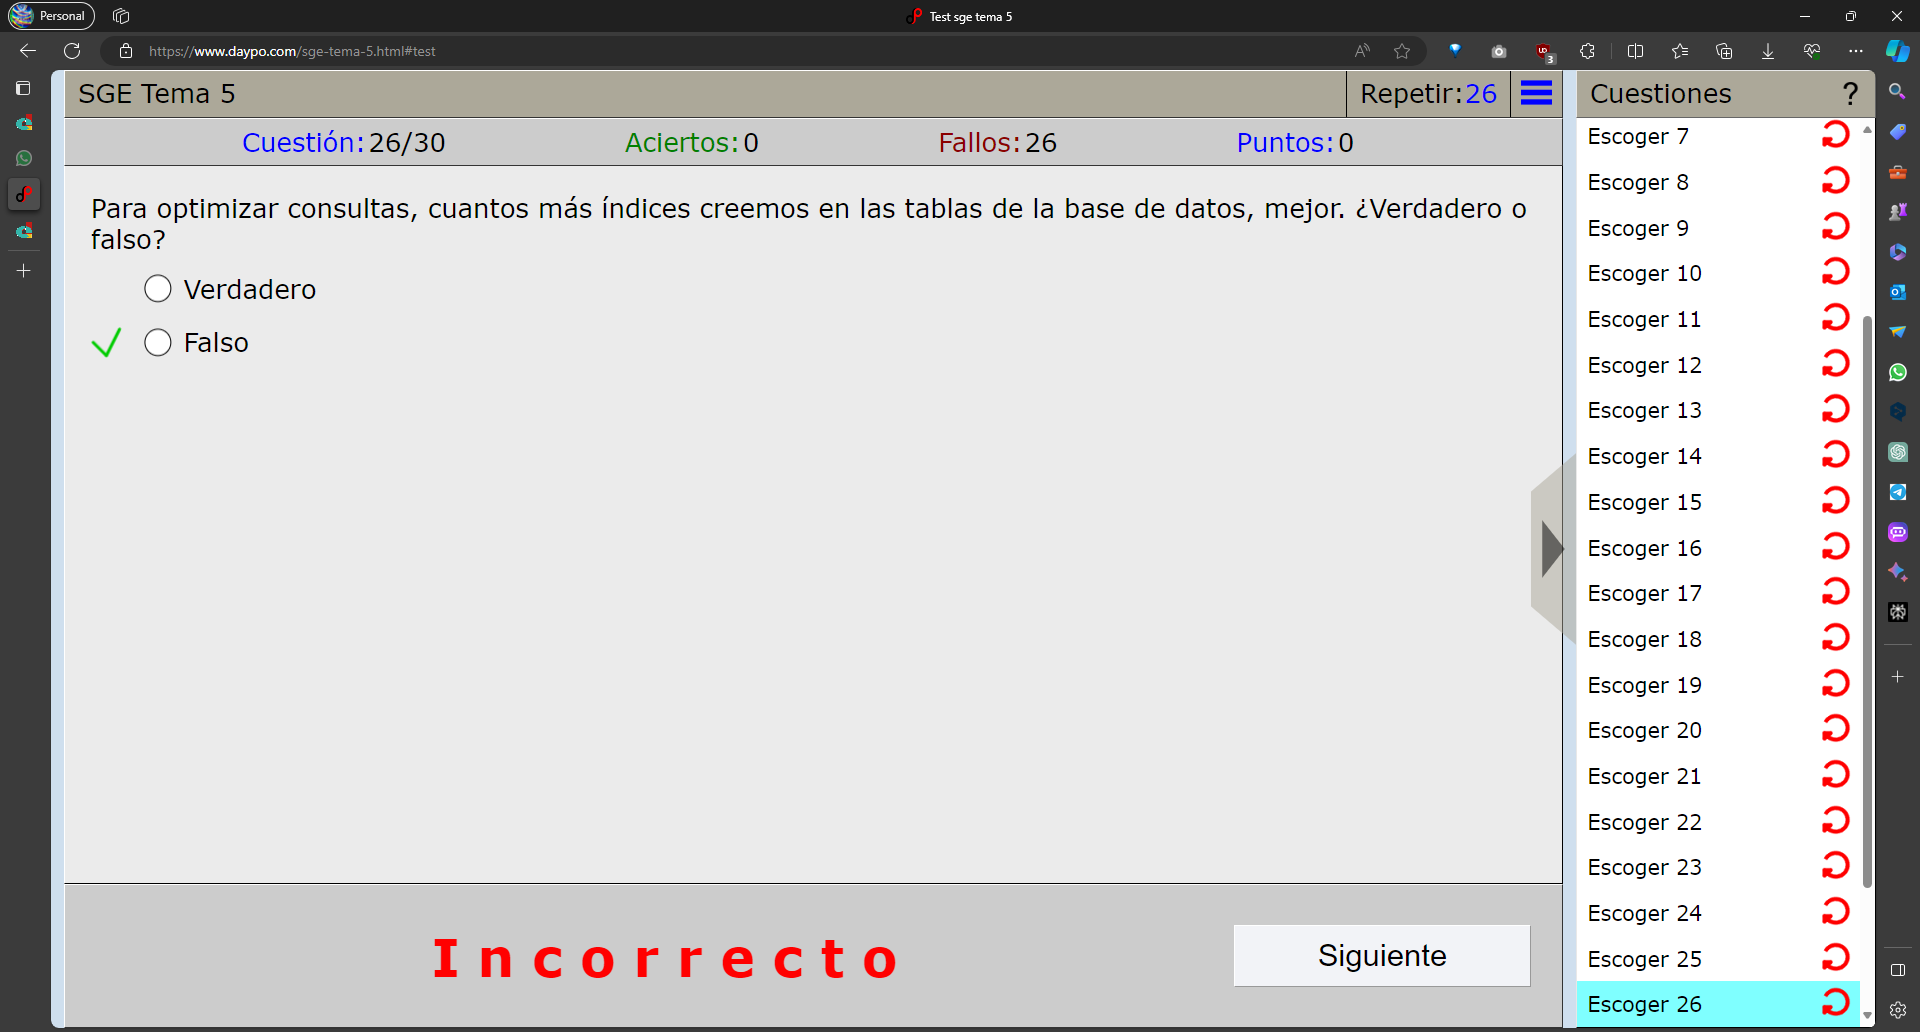 Personal
Test sge tema 5
https://www.daypo.com/sge-tema-5.html#test
3
SGE Tema 5
Repetir:26
Cuestiones
?
Cuestión:26/30
Aciertos:0
Fallos:26
Puntos:0
Para optimizar consultas, cuantos más índices creemos en las tablas de la base de datos, mejor. ¿Verdadero o
falso?
Verdadero
Falso
Incorrecto
Siguiente
Escoger 7
Escoger 8
Escoger 9
Escoger 10
Escoger 11
Escoger 12
Escoger 13
Escoger 14
Escoger 15
Escoger 16
Escoger 17
Escoger 18
Escoger 19
Escoger 20
Escoger 21
Escoger 22
Escoger 23
Escoger 24
Escoger 25
Escoger 26